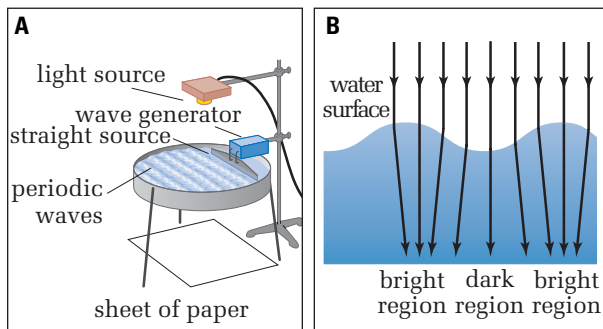 A
light source
wave generator
straight source
periodic
waves
sheet of paper
B
water
surface
bright
region
dark
region
bright
region